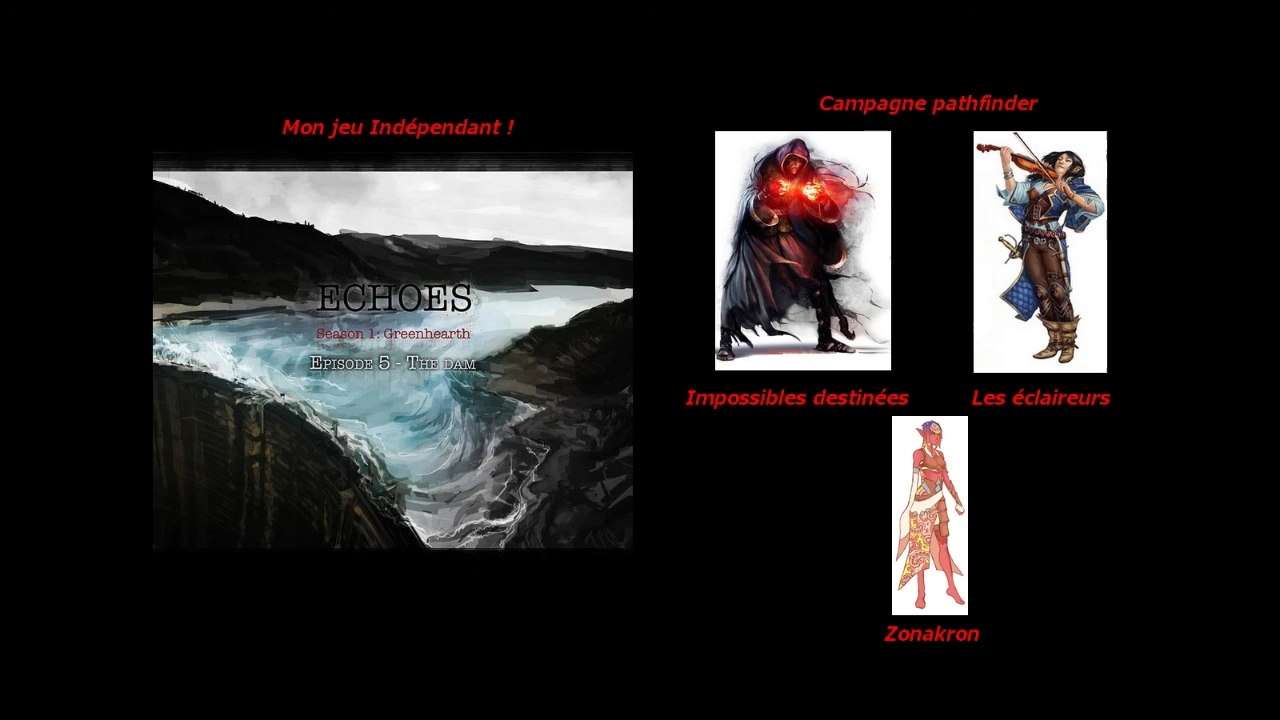 Mon jeu Indépendant !
ECHOES
Season 1: Greenhearth
Episode 5 - The dam
Campagne pathfinder
Impossibles destinées
Les éclaireurs
Zonakron